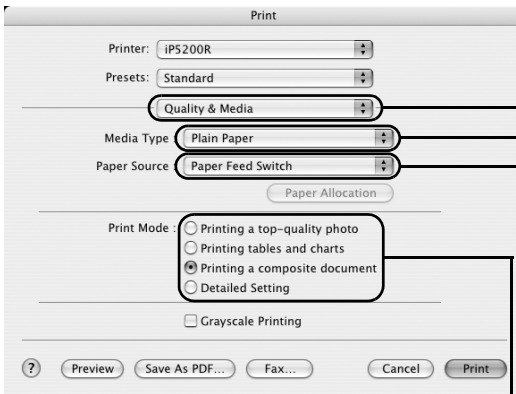 Print
Printer: iP5200R
Presets: Standard
Quality & Media
Media Type : Plain Paper
Paper Source : Paper Feed Switch
Paper Allocation
Print Mode : Printing a top-quality photo
Printing tables and charts
Printing a composite document
Detailed Setting
Grayscale Printing
? Preview Save As PDF... Fax... Cancel Print